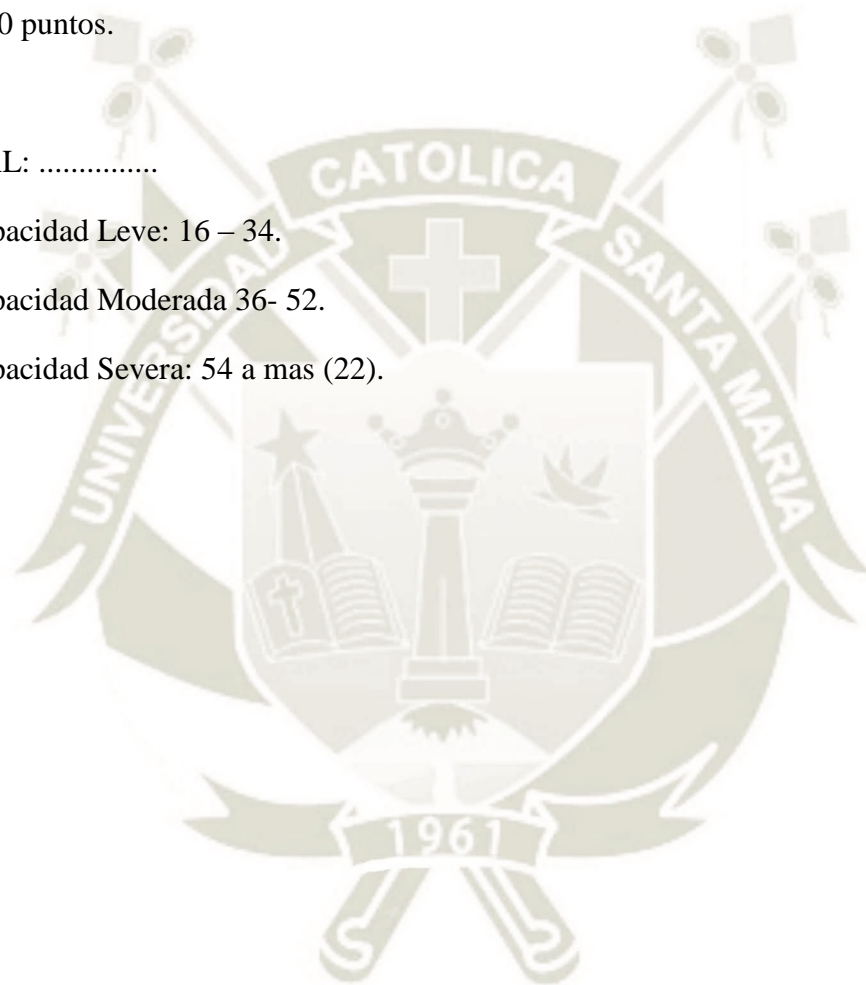 0 puntos.
AL: ..............
pacidad Leve: 16 – 34.
pacidad Moderada 36- 52.
pacidad Severa: 54 a mas (22).
UNIVERSIDAD CATOLICA SANTA MARIA
1961